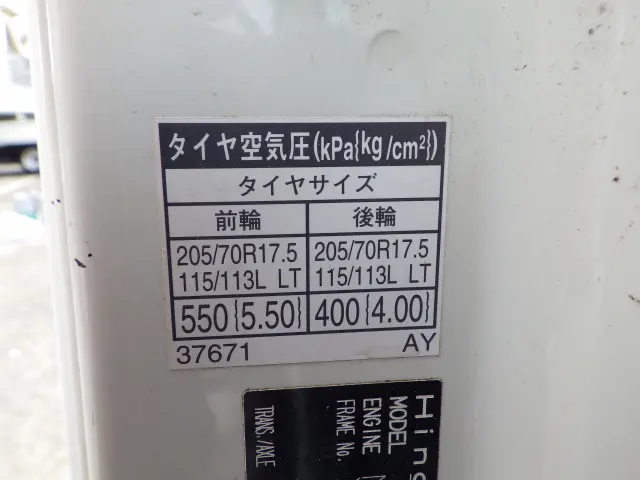 タイヤ空気圧(kPa{kg/cm²})
タイヤサイズ
前輪 後輪
205/70R17.5 205/70R17.5
115/113L LT 115/113L LT
550{5.50} 400{4.00}
37671 AY
MODEL
ENGINE
FRAME No.
TRANS./AXLE